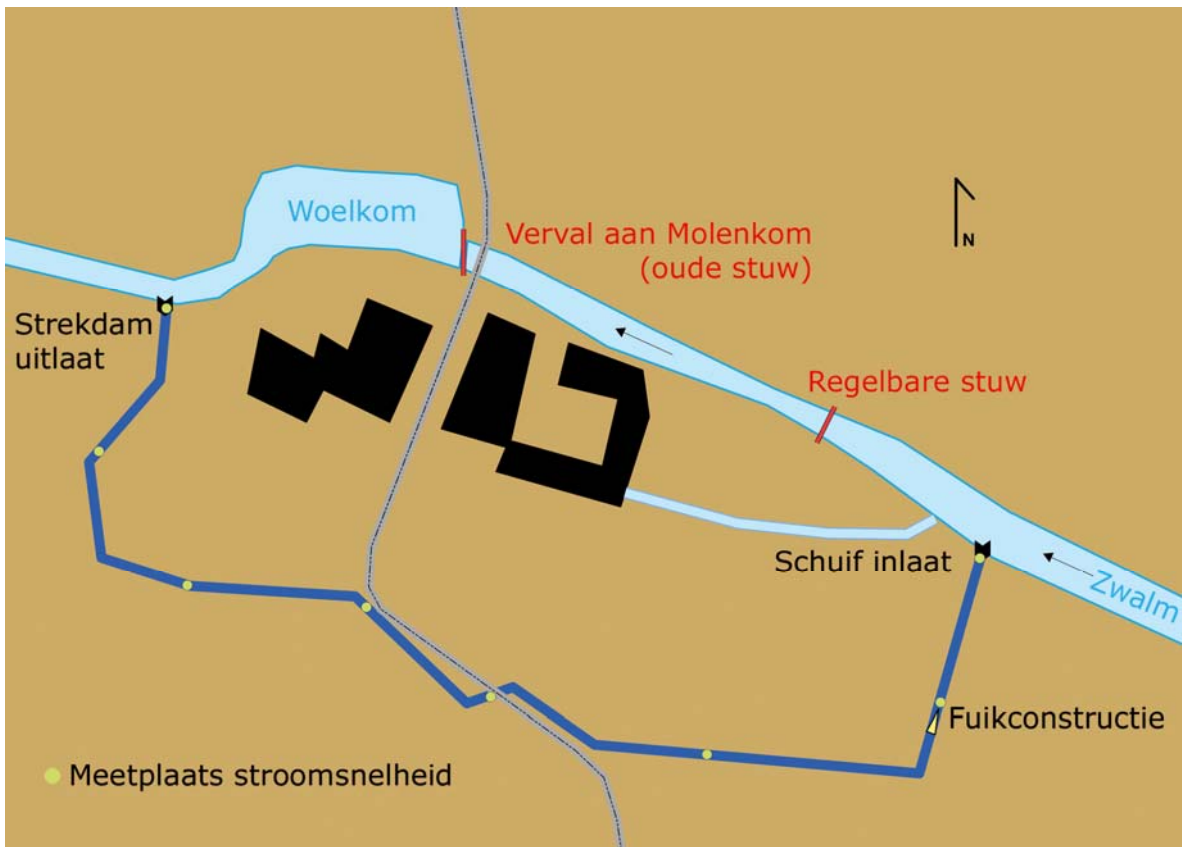 Woelkom
Verval aan Molenkom
(oude stuw)
N
Strekdam
uitlaat
Regelbare stuw
Schuif inlaat
Zwalm
Fuikconstructie
Meetplaats stroomsnelheid